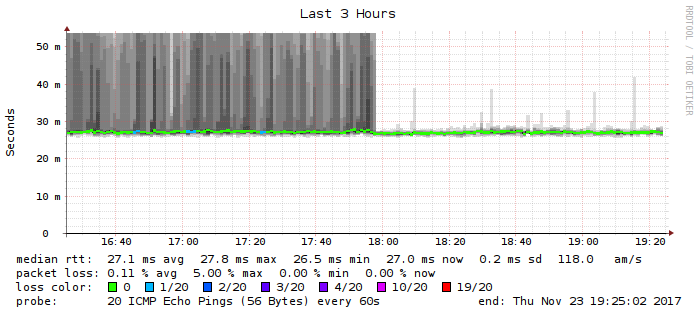 Last 3 Hours
RRDTOOL / TOBI OETIKER
Seconds
50 m
40 m
30 m
20 m
10 m
0
16:40 17:00 17:20 17:40 18:00 18:20 18:40 19:00 19:20
median rtt: 27.1 ms avg 27.8 ms max 26.5 ms min 27.0 ms now 0.2 ms sd 118.0 am/s
packet loss: 0.11 % avg 5.00 % max 0.00 % min 0.00 % now
loss color: 0 1/20 2/20 3/20 4/20 10/20 19/20
probe: 20 ICMP Echo Pings (56 Bytes) every 60s end: Thu Nov 23 19:25:02 2017